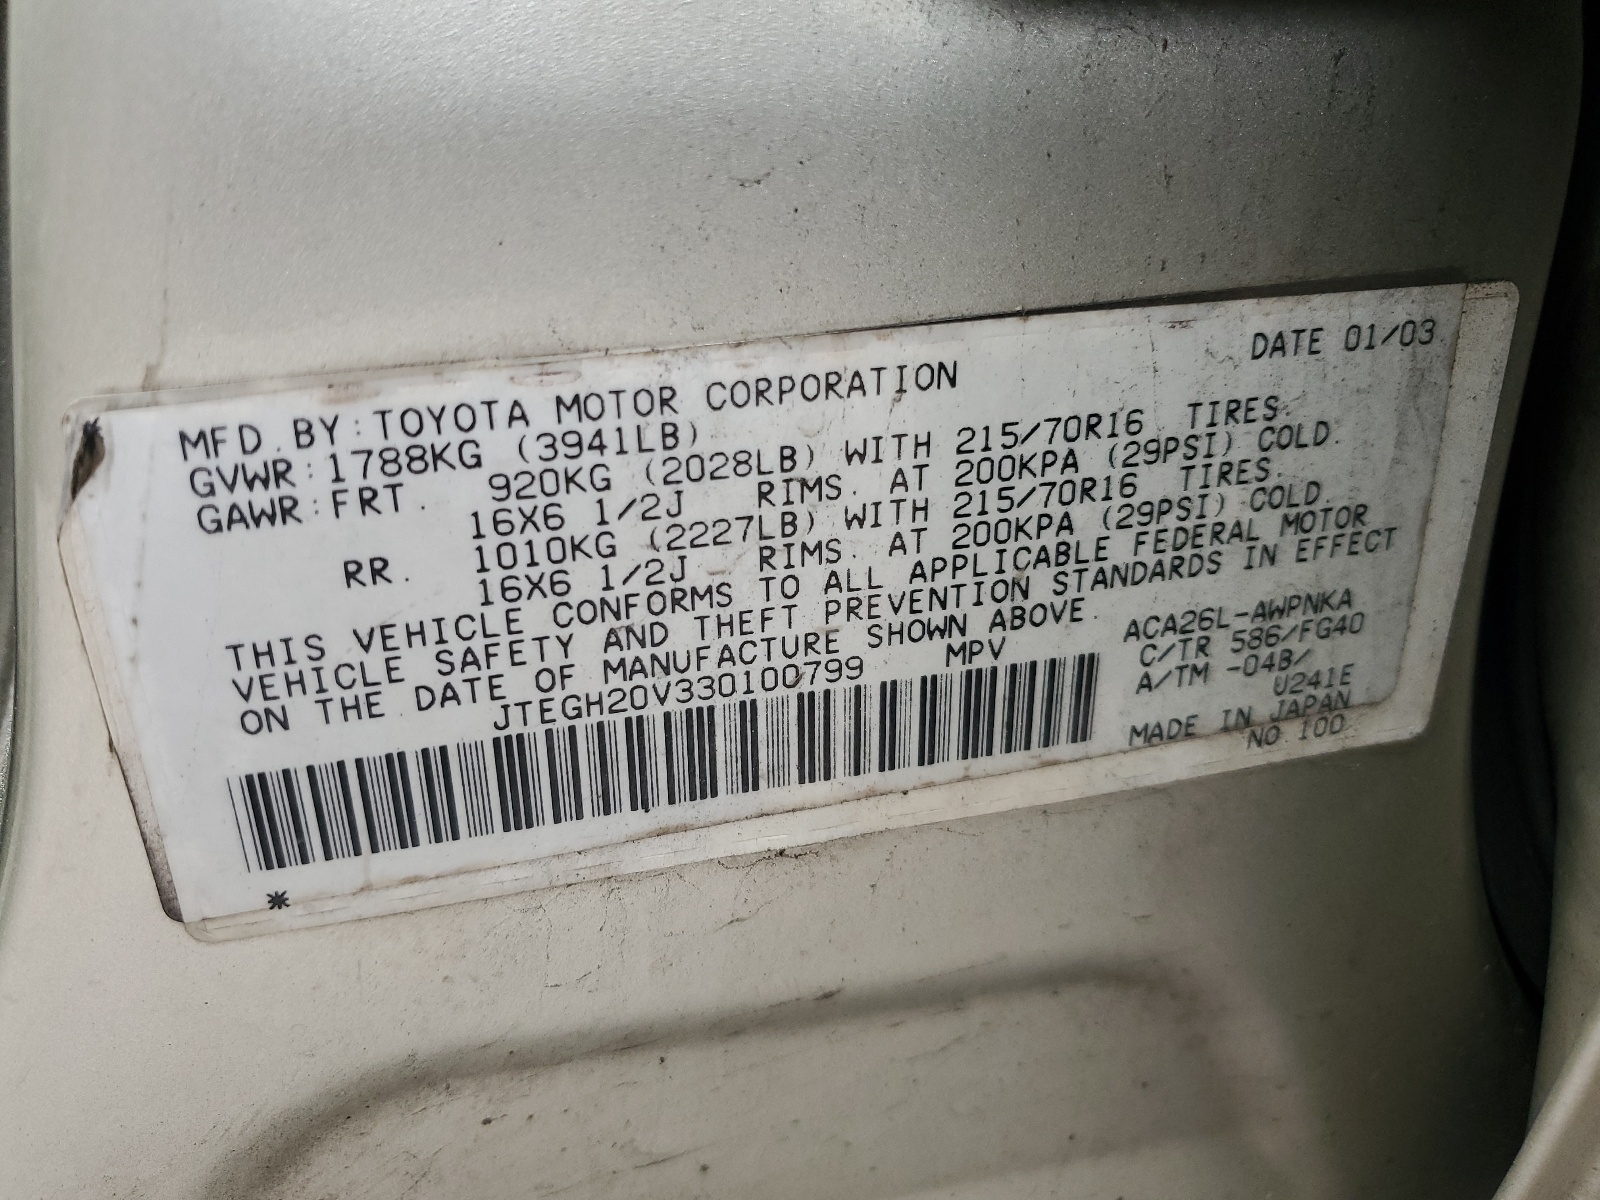 DATE 01/03
MFD. BY: TOYOTA MOTOR CORPORATION
GVWR: 1788KG (3941LB)
GAWR: FRT. 920KG (2028LB) WITH 215/70R16 TIRES.
16X6 1/2J RIMS. AT 200KPA (29PSI) COLD.
RR. 1010KG (2227LB) WITH 215/70R16 TIRES.
16X6 1/2J RIMS. AT 200KPA (29PSI) COLD.
THIS VEHICLE CONFORMS TO ALL APPLICABLE FEDERAL MOTOR
VEHICLE SAFETY AND THEFT PREVENTION STANDARDS IN EFFECT
ON THE DATE OF MANUFACTURE SHOWN ABOVE.
JTEGH20V330100799 MPV
ACA26L-AWPNKA
C/TR 586/FG40
A/TM -04B/
U241E
MADE IN JAPAN
NO. 100
*